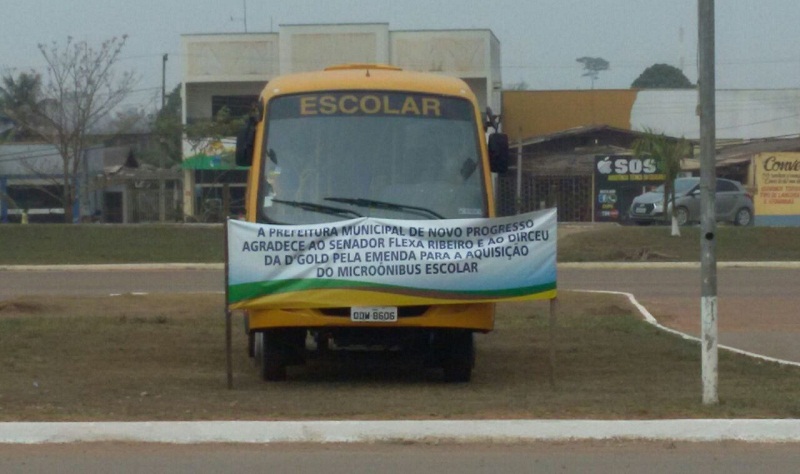 ESCOLAR
A PREFEITURA MUNICIPAL DE NOVO PROGRESSO
AGRADECE AO SENADOR FLEXA RIBEIRO E AO DIRCEU
DA D'GOLD PELA EMENDA PARA A AQUISIÇÃO
DO MICROÔNIBUS ESCOLAR
SOS